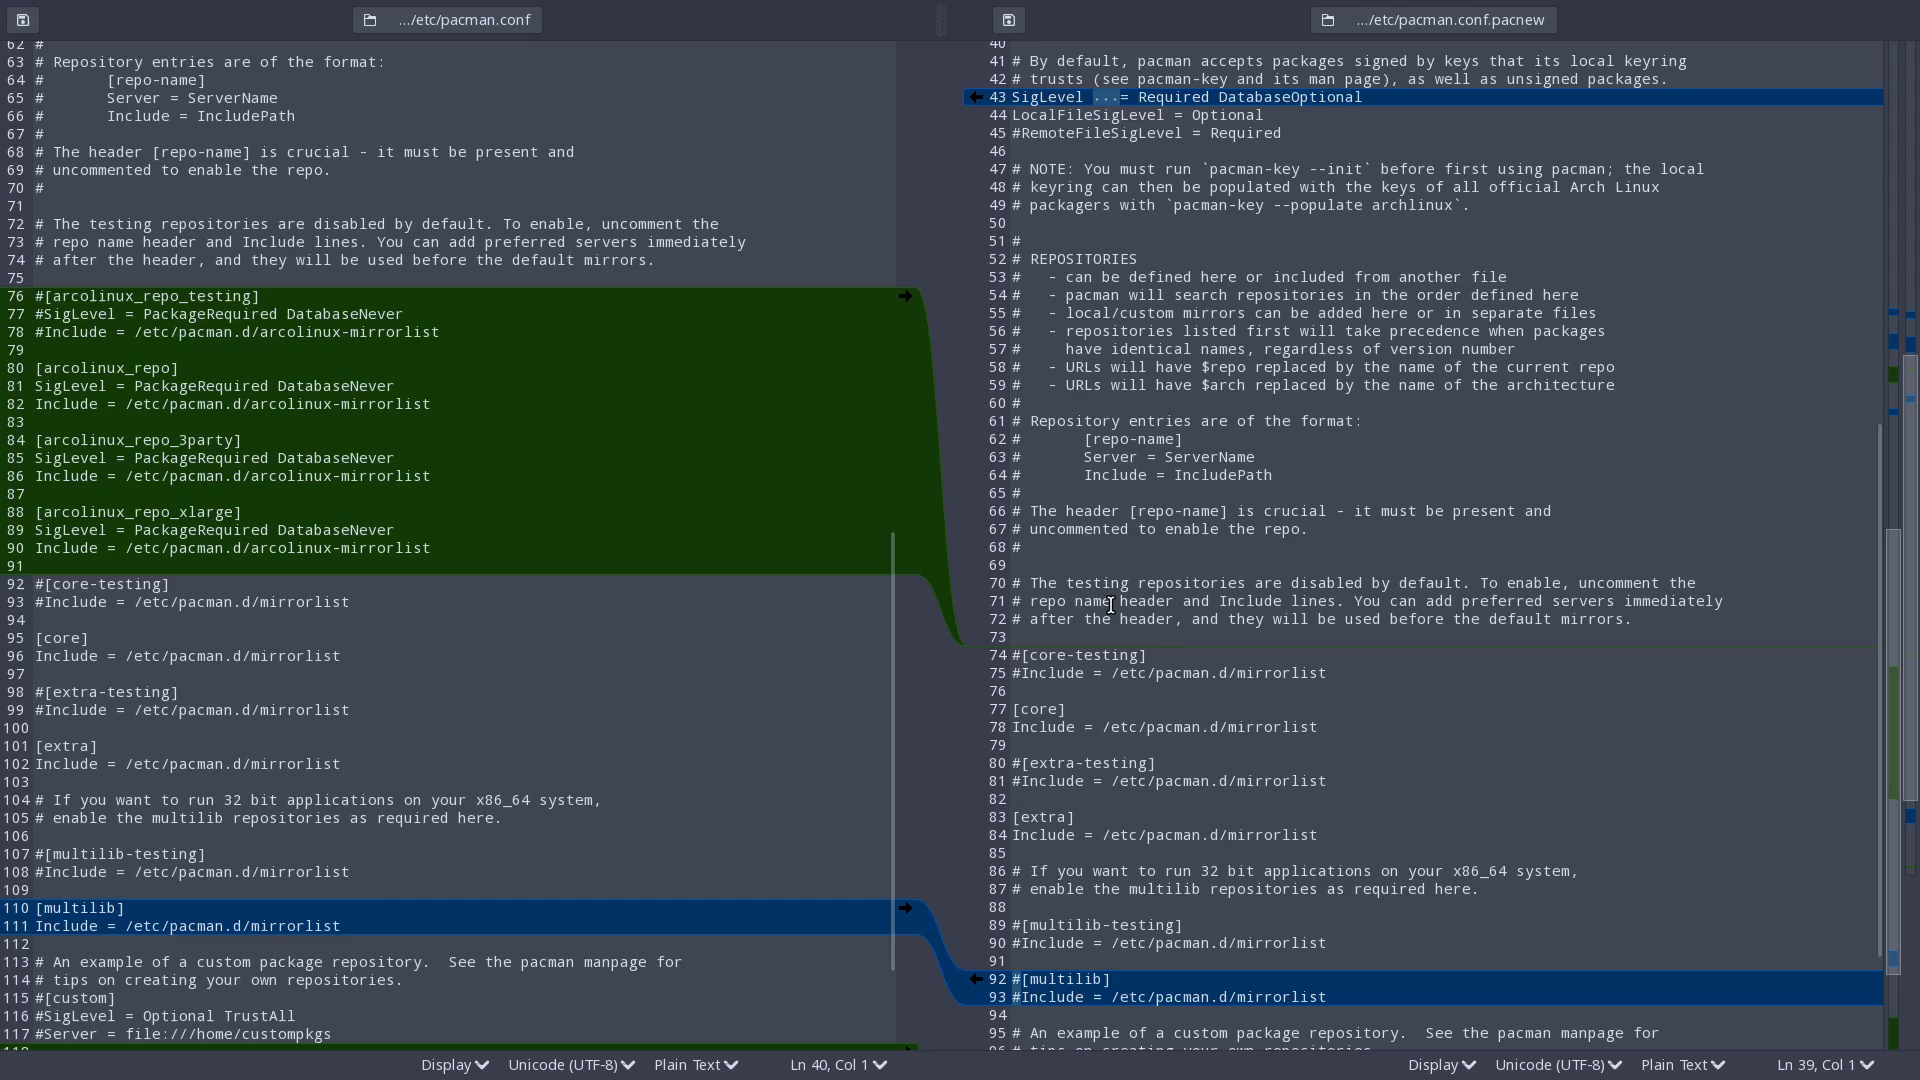 .../etc/pacman.conf
62 #
63 # Repository entries are of the format:
64 #       [repo-name]
65 #       Server = ServerName
66 #       Include = IncludePath
67 #
68 # The header [repo-name] is crucial - it must be present and
69 # uncommented to enable the repo.
70 #
71
72 # The testing repositories are disabled by default. To enable, uncomment the
73 # repo name header and Include lines. You can add preferred servers immediately
74 # after the header, and they will be used before the default mirrors.
75
76 #[arcolinux_repo_testing]
77 #SigLevel = PackageRequired DatabaseNever
78 #Include = /etc/pacman.d/arcolinux-mirrorlist
79
80 [arcolinux_repo]
81 SigLevel = PackageRequired DatabaseNever
82 Include = /etc/pacman.d/arcolinux-mirrorlist
83
84 [arcolinux_repo_3party]
85 SigLevel = PackageRequired DatabaseNever
86 Include = /etc/pacman.d/arcolinux-mirrorlist
87
88 [arcolinux_repo_xlarge]
89 SigLevel = PackageRequired DatabaseNever
90 Include = /etc/pacman.d/arcolinux-mirrorlist
91
92 #[core-testing]
93 #Include = /etc/pacman.d/mirrorlist
94
95 [core]
96 Include = /etc/pacman.d/mirrorlist
97
98 #[extra-testing]
99 #Include = /etc/pacman.d/mirrorlist
100
101 [extra]
102 Include = /etc/pacman.d/mirrorlist
103
104 # If you want to run 32 bit applications on your x86_64 system,
105 # enable the multilib repositories as required here.
106
107 #[multilib-testing]
108 #Include = /etc/pacman.d/mirrorlist
109
110 [multilib]
111 Include = /etc/pacman.d/mirrorlist
112
113 # An example of a custom package repository.  See the pacman manpage for
114 # tips on creating your own repositories.
115 #[custom]
116 #SigLevel = Optional TrustAll
117 #Server = file:///home/custompkgs
118
Display Unicode (UTF-8) Plain Text Ln 40, Col 1
.../etc/pacman.conf.pacnew
40
41 # By default, pacman accepts packages signed by keys that its local keyring
42 # trusts (see pacman-key and its man page), as well as unsigned packages.
43 SigLevel ...= Required DatabaseOptional
44 LocalFileSigLevel = Optional
45 #RemoteFileSigLevel = Required
46
47 # NOTE: You must run `pacman-key --init` before first using pacman; the local
48 # keyring can then be populated with the keys of all official Arch Linux
49 # packagers with `pacman-key --populate archlinux`.
50
51 #
52 # REPOSITORIES
53 #   - can be defined here or included from another file
54 #   - pacman will search repositories in the order defined here
55 #   - local/custom mirrors can be added here or in separate files
56 #   - repositories listed first will take precedence when packages
57 #     have identical names, regardless of version number
58 #   - URLs will have $repo replaced by the name of the current repo
59 #   - URLs will have $arch replaced by the name of the architecture
60 #
61 # Repository entries are of the format:
62 #       [repo-name]
63 #       Server = ServerName
64 #       Include = IncludePath
65 #
66 # The header [repo-name] is crucial - it must be present and
67 # uncommented to enable the repo.
68 #
69
70 # The testing repositories are disabled by default. To enable, uncomment the
71 # repo name header and Include lines. You can add preferred servers immediately
72 # after the header, and they will be used before the default mirrors.
73
74 #[core-testing]
75 #Include = /etc/pacman.d/mirrorlist
76
77 [core]
78 Include = /etc/pacman.d/mirrorlist
79
80 #[extra-testing]
81 #Include = /etc/pacman.d/mirrorlist
82
83 [extra]
84 Include = /etc/pacman.d/mirrorlist
85
86 # If you want to run 32 bit applications on your x86_64 system,
87 # enable the multilib repositories as required here.
88
89 #[multilib-testing]
90 #Include = /etc/pacman.d/mirrorlist
91
92 #[multilib]
93 #Include = /etc/pacman.d/mirrorlist
94
95 # An example of a custom package repository.  See the pacman manpage for
96 # tips on creating your own repositories
Display Unicode (UTF-8) Plain Text Ln 39, Col 1